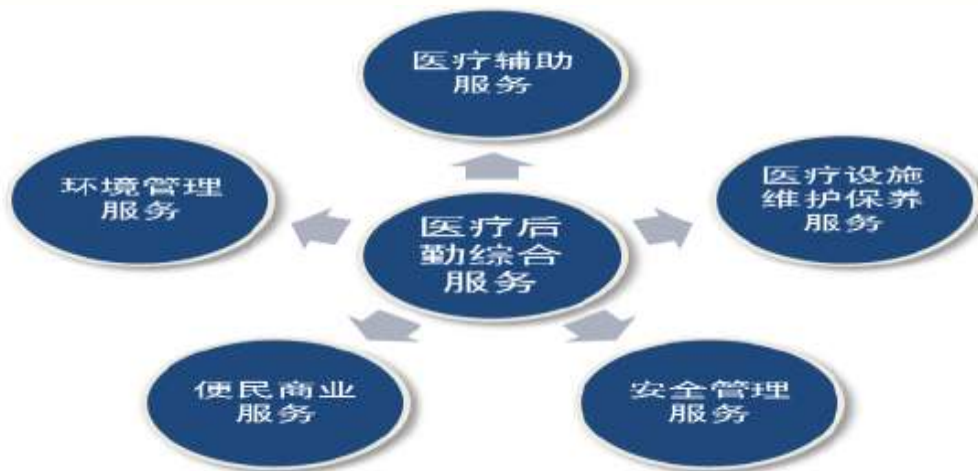 医疗辅助
服务
环境管理
服务
医疗设施
维护保养
服务
医疗后
勤综合
服务
便民商业
服务
安全管理
服务